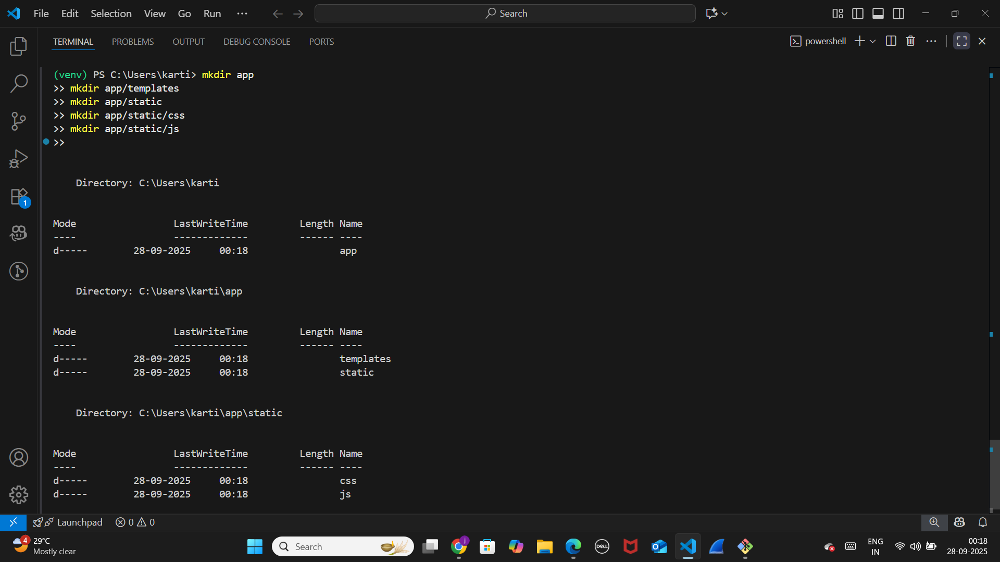 File Edit Selection View Go Run ··· Search
TERMINAL PROBLEMS OUTPUT DEBUG CONSOLE PORTS powershell
(venv) PS C:\Users\karti> mkdir app
>> mkdir app/templates
>> mkdir app/static
>> mkdir app/static/css
>> mkdir app/static/js
>>
Directory: C:\Users\karti
Mode LastWriteTime Length Name
---- ------------- ------ ----
d----- 28-09-2025 00:18 app
Directory: C:\Users\karti\app
Mode LastWriteTime Length Name
---- ------------- ------ ----
d----- 28-09-2025 00:18 templates
d----- 28-09-2025 00:18 static
Directory: C:\Users\karti\app\static
Mode LastWriteTime Length Name
---- ------------- ------ ----
d----- 28-09-2025 00:18 css
d----- 28-09-2025 00:18 js
1
Launchpad 0 0
4
29°C
Mostly clear
Search
j
DELL
ENG
IN
00:18
28-09-2025